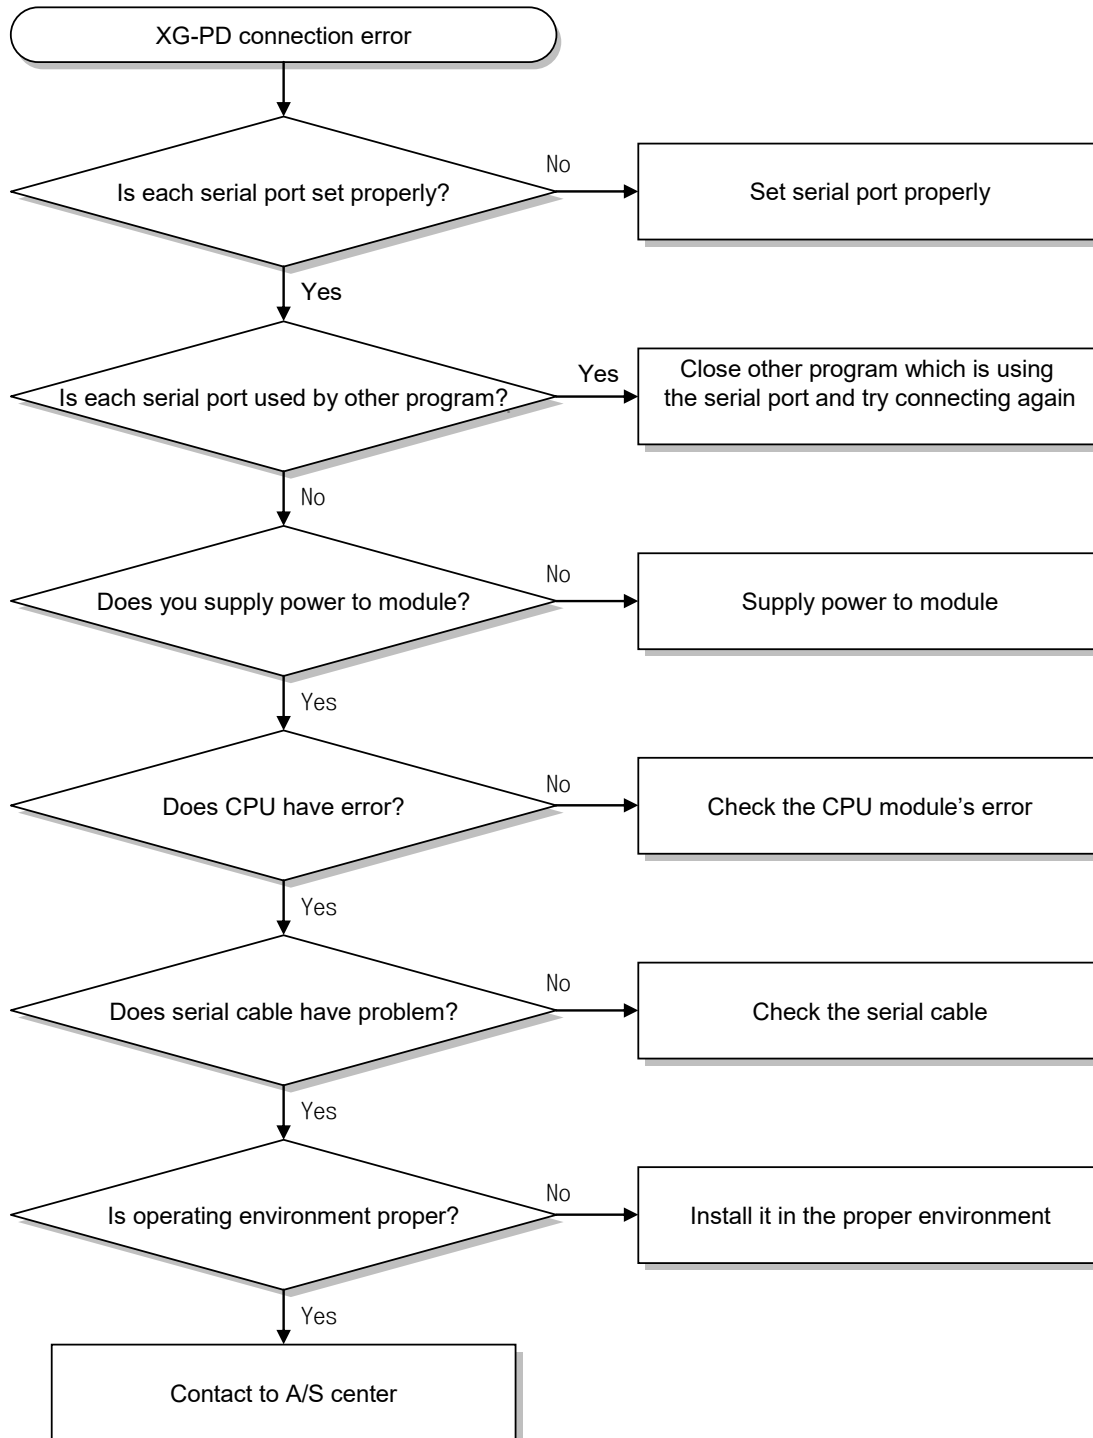 XG-PD connection error
Is each serial port set properly?
No
Set serial port properly
Yes
Is each serial port used by other program?
Yes
Close other program which is using
the serial port and try connecting again
No
Does you supply power to module?
No
Supply power to module
Yes
Does CPU have error?
No
Check the CPU module’s error
Yes
Does serial cable have problem?
No
Check the serial cable
Yes
Is operating environment proper?
No
Install it in the proper environment
Yes
Contact to A/S center